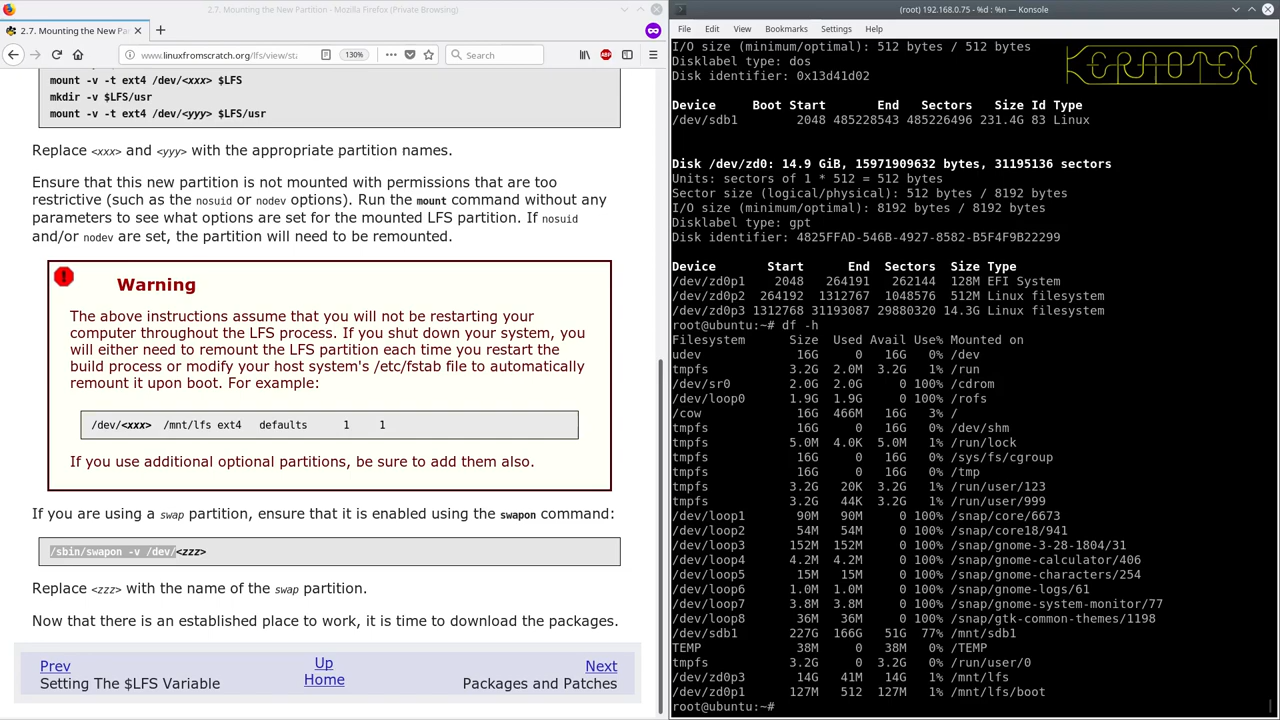 2.7. Mounting the New Partition - Mozilla Firefox (Private Browsing)
2.7. Mounting the New Par
www.linuxfromscratch.org/lfs/view/sta
130%
Search
mount -v -t ext4 /dev/<xxx> $LFS
mkdir -v $LFS/usr
mount -v -t ext4 /dev/<yyy> $LFS/usr
Replace <xxx> and <yyy> with the appropriate partition names.
Ensure that this new partition is not mounted with permissions that are too
restrictive (such as the nosuid or nodev options). Run the mount command without any
parameters to see what options are set for the mounted LFS partition. If nosuid
and/or nodev are set, the partition will need to be remounted.
Warning
The above instructions assume that you will not be restarting your
computer throughout the LFS process. If you shut down your system, you
will either need to remount the LFS partition each time you restart the
build process or modify your host system's /etc/fstab file to automatically
remount it upon boot. For example:
/dev/<xxx> /mnt/lfs ext4 defaults 1 1
If you use additional optional partitions, be sure to add them also.
If you are using a swap partition, ensure that it is enabled using the swapon command:
/sbin/swapon -v /dev/<zzz>
Replace <zzz> with the name of the swap partition.
Now that there is an established place to work, it is time to download the packages.
Prev
Setting The $LFS Variable
Up
Home
Next
Packages and Patches
(root) 192.168.0.75 - %d : %n — Konsole
File Edit View Bookmarks Settings Help
KERNOTEX
I/O size (minimum/optimal): 512 bytes / 512 bytes
Disklabel type: dos
Disk identifier: 0x13d41d02
Device Boot Start End Sectors Size Id Type
/dev/sdb1 2048 485228543 485226496 231.4G 83 Linux
Disk /dev/zd0: 14.9 GiB, 15971909632 bytes, 31195136 sectors
Units: sectors of 1 * 512 = 512 bytes
Sector size (logical/physical): 512 bytes / 8192 bytes
I/O size (minimum/optimal): 8192 bytes / 8192 bytes
Disklabel type: gpt
Disk identifier: 4825FFAD-546B-4927-8582-B5F4F9B22299
Device Start End Sectors Size Type
/dev/zd0p1 2048 264191 262144 128M EFI System
/dev/zd0p2 264192 1312767 1048576 512M Linux filesystem
/dev/zd0p3 1312768 31193087 29880320 14.3G Linux filesystem
root@ubuntu:~# df -h
Filesystem Size Used Avail Use% Mounted on
udev 16G 0 16G 0% /dev
tmpfs 3.2G 2.0M 3.2G 1% /run
/dev/sr0 2.0G 2.0G 0 100% /cdrom
/dev/loop0 1.9G 1.9G 0 100% /rofs
/cow 16G 466M 16G 3% /
tmpfs 16G 0 16G 0% /dev/shm
tmpfs 5.0M 4.0K 5.0M 1% /run/lock
tmpfs 16G 0 16G 0% /sys/fs/cgroup
tmpfs 16G 0 16G 0% /tmp
tmpfs 3.2G 20K 3.2G 1% /run/user/123
tmpfs 3.2G 44K 3.2G 1% /run/user/999
/dev/loop1 90M 90M 0 100% /snap/core/6673
/dev/loop2 54M 54M 0 100% /snap/core18/941
/dev/loop3 152M 152M 0 100% /snap/gnome-3-28-1804/31
/dev/loop4 4.2M 4.2M 0 100% /snap/gnome-calculator/406
/dev/loop5 15M 15M 0 100% /snap/gnome-characters/254
/dev/loop6 1.0M 1.0M 0 100% /snap/gnome-logs/61
/dev/loop7 3.8M 3.8M 0 100% /snap/gnome-system-monitor/77
/dev/loop8 36M 36M 0 100% /snap/gtk-common-themes/1198
/dev/sdb1 227G 166G 51G 77% /mnt/sdb1
TEMP 38M 0 38M 0% /TEMP
tmpfs 3.2G 0 3.2G 0% /run/user/0
/dev/zd0p3 14G 41M 14G 1% /mnt/lfs
/dev/zd0p1 127M 512 127M 1% /mnt/lfs/boot
root@ubuntu:~#